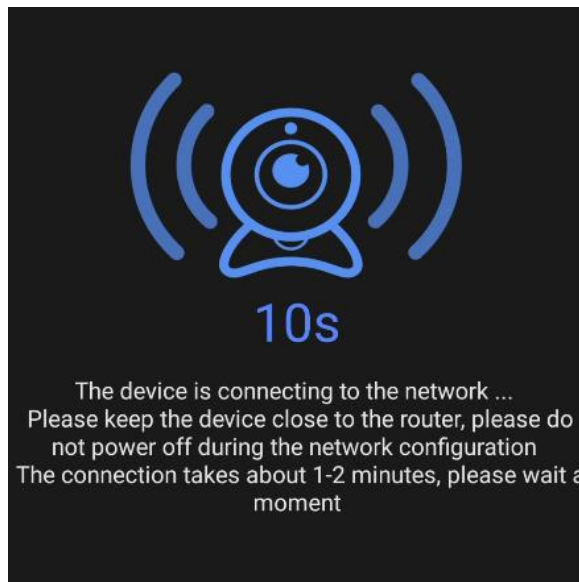 10s
The device is connecting to the network ...
Please keep the device close to the router, please do
not power off during the network configuration
The connection takes about 1-2 minutes, please wait a
moment